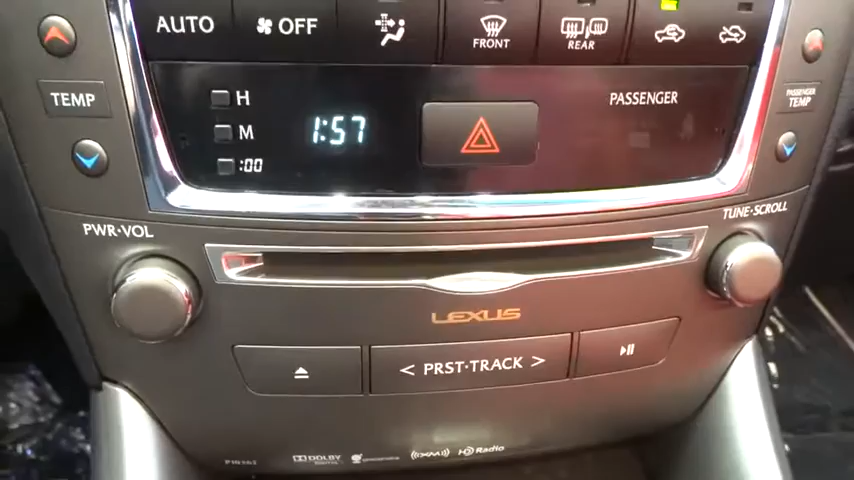 AUTO OFF FRONT REAR
TEMP H PASSENGER PASSENGER TEMP
M 1:57
:00
PWR·VOL TUNE·SCROLL
LEXUS
< PRST·TRACK >
DOLBY (XM) HD Radio